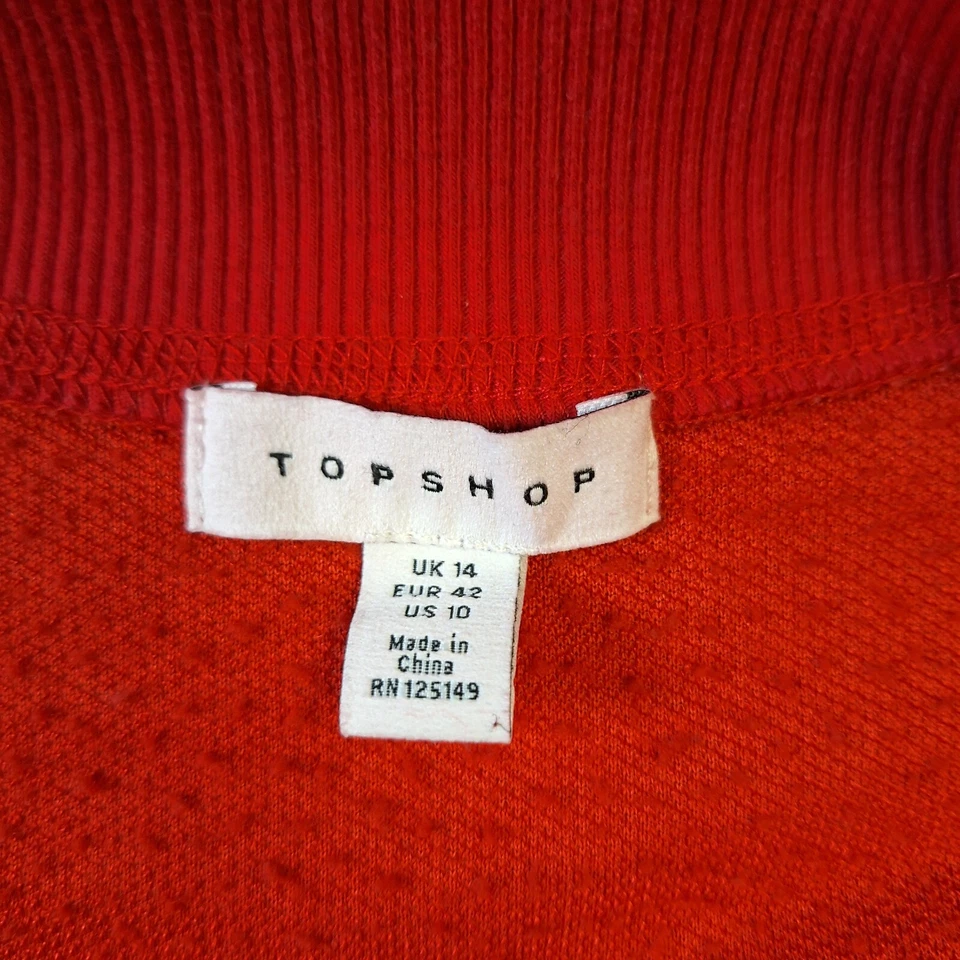 TOPSHOP
UK 14
EUR 42
US 10
Made in
China
RN 125149